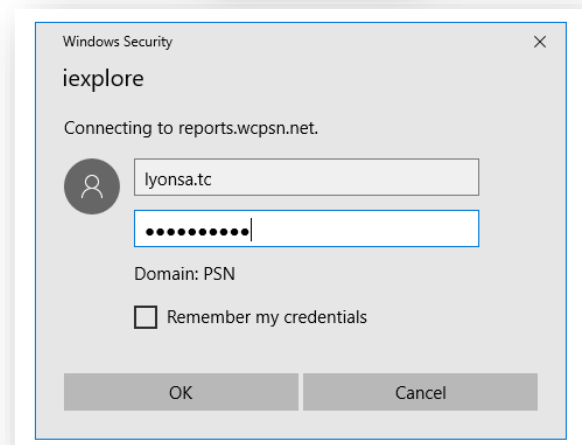 Windows Security
iexplore
Connecting to reports.wcpsn.net.
lyonsa.tc
●●●●●●●●●●
Domain: PSN
Remember my credentials
OK
Cancel